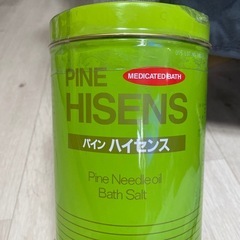 PINE
MEDICATED BATH
HISENS
パイン ハイセンス
Pine Needle oil
Bath Salt